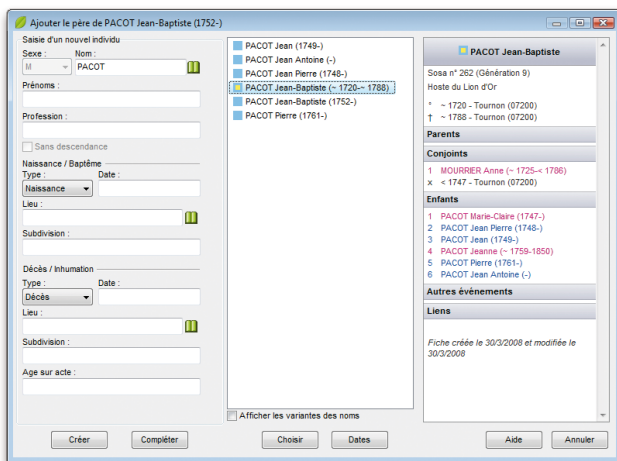 Ajouter le père de PACOT Jean-Baptiste (1752-)
Saisie d'un nouvel individu
Sexe : Nom :
M PACOT
Prénoms :
Profession :
Sans descendance
Naissance / Baptême
Type : Date :
Naissance
Lieu :
Subdivision :
Décès / Inhumation
Type : Date :
Décès
Lieu :
Subdivision :
Age sur acte :
Créer Compléter
PACOT Jean (1749-)
PACOT Jean Antoine (-)
PACOT Jean Pierre (1748-)
PACOT Jean-Baptiste (~ 1720-~ 1788)
PACOT Jean-Baptiste (1752-)
PACOT Pierre (1761-)
Afficher les variantes des noms
Choisir Dates
PACOT Jean-Baptiste
Sosa n° 262 (Génération 9)
Hoste du Lion d'Or
° ~ 1720 - Tournon (07200)
† ~ 1788 - Tournon (07200)
Parents
Conjoints
1 MOURRIER Anne (~ 1725-< 1786)
x < 1747 - Tournon (07200)
Enfants
1 PACOT Marie-Claire (1747-)
2 PACOT Jean Pierre (1748-)
3 PACOT Jean (1749-)
4 PACOT Jeanne (~ 1759-1850)
5 PACOT Pierre (1761-)
6 PACOT Jean Antoine (-)
Autres évènements
Liens
Fiche créée le 30/3/2008 et modifiée le
30/3/2008
Aide Annuler